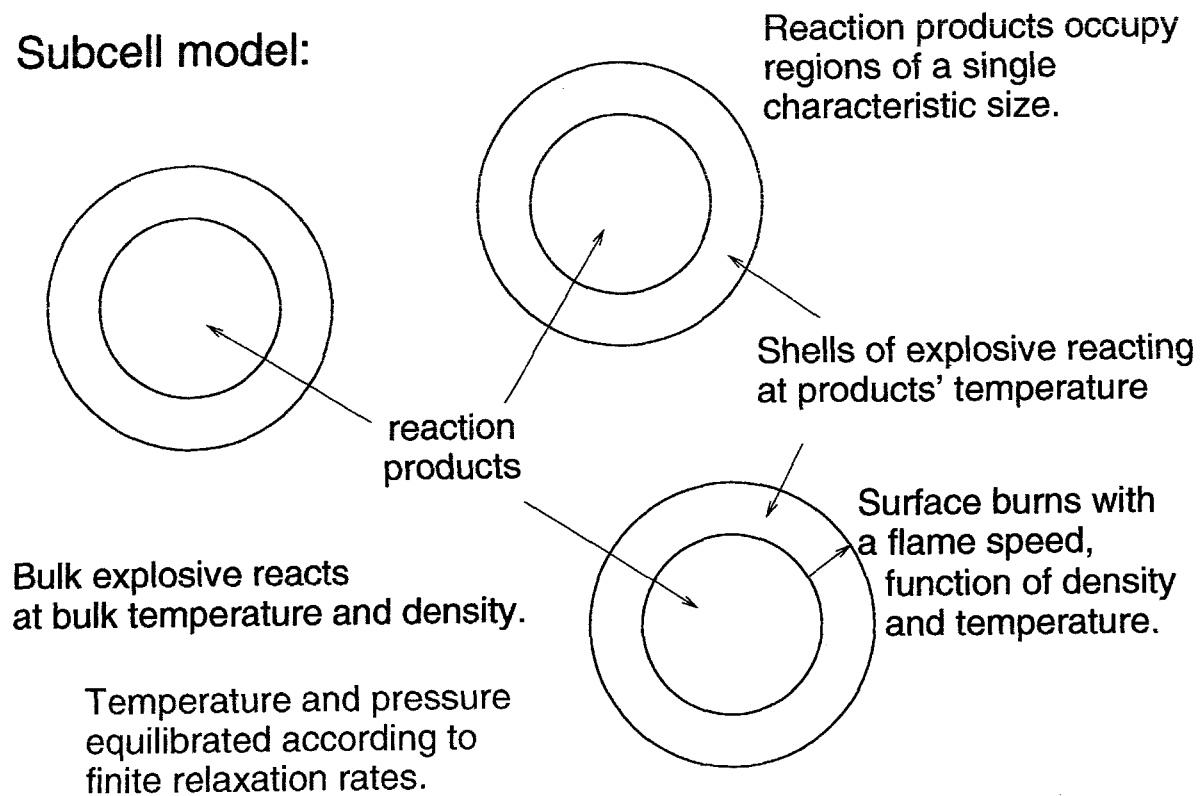 Subcell model:
Reaction products occupy
regions of a single
characteristic size.
Shells of explosive reacting
at products' temperature
reaction
products
Surface burns with
a flame speed,
function of density
and temperature.
Bulk explosive reacts
at bulk temperature and density.
Temperature and pressure
equilibrated according to
finite relaxation rates.